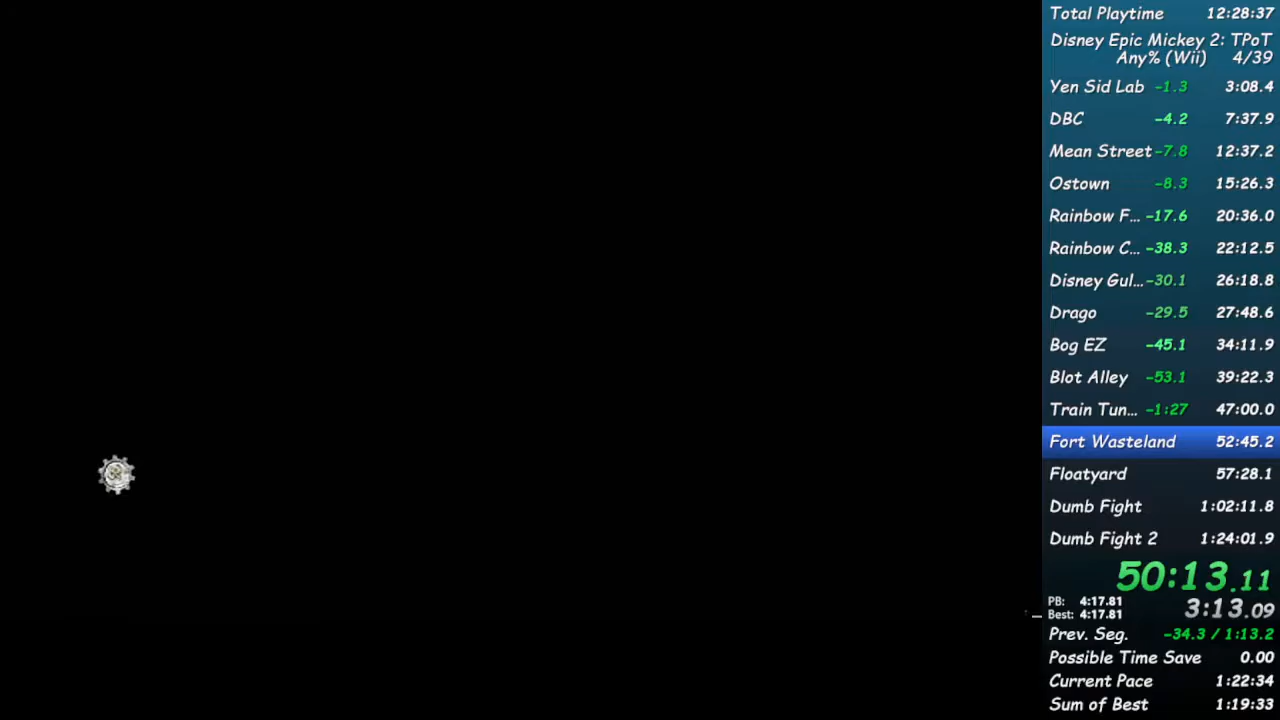 Total Playtime 12:28:37
Disney Epic Mickey 2: TPoT
Any% (Wii) 4/39
Yen Sid Lab -1.3 3:08.4
DBC -4.2 7:37.9
Mean Street -7.8 12:37.2
Ostown -8.3 15:26.3
Rainbow F... -17.6 20:36.0
Rainbow C... -38.3 22:12.5
Disney Gul... -30.1 26:18.8
Drago -29.5 27:48.6
Bog EZ -45.1 34:11.9
Blot Alley -53.1 39:22.3
Train Tun... -1:27 47:00.0
Fort Wasteland 52:45.2
Floatyard 57:28.1
Dumb Fight 1:02:11.8
Dumb Fight 2 1:24:01.9
50:13.11
PB: 4:17.81
Best: 4:17.81
3:13.09
Prev. Seg. -34.3 / 1:13.2
Possible Time Save 0.00
Current Pace 1:22:34
Sum of Best 1:19:33